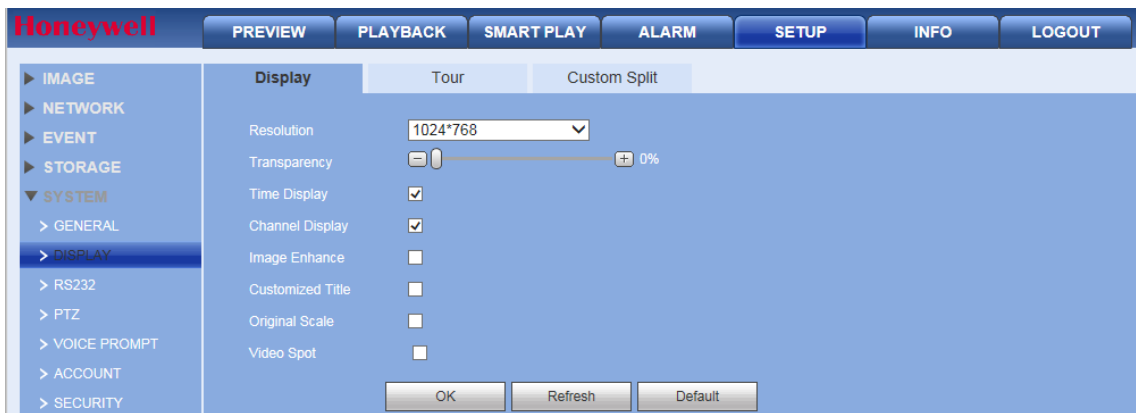 Honeywell
PREVIEW PLAYBACK SMART PLAY ALARM SETUP INFO LOGOUT
IMAGE
NETWORK
EVENT
STORAGE
SYSTEM
GENERAL
DISPLAY
RS232
PTZ
VOICE PROMPT
ACCOUNT
SECURITY
Display Tour Custom Split
Resolution 1024*768
Transparency 0%
Time Display
Channel Display
Image Enhance
Customized Title
Original Scale
Video Spot
OK Refresh Default